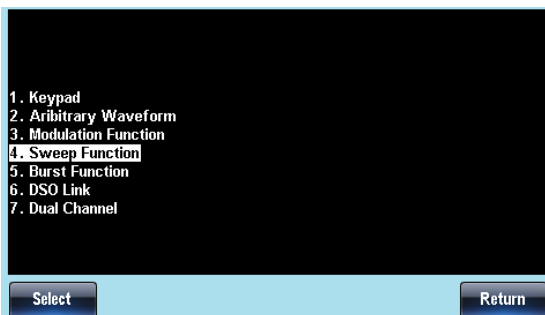 1. Keypad
2. Aribitrary Waveform
3. Modulation Function
4. Sweep Function
5. Burst Function
6. DSO Link
7. Dual Channel
Select
Return